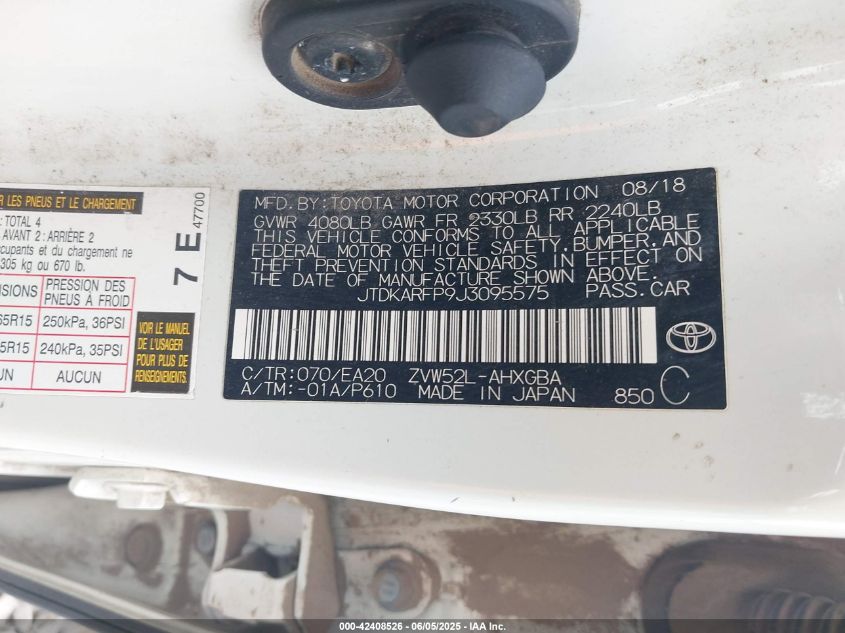 R LES PNEUS ET LE CHARGEMENT
: TOTAL 4
AVANT 2 : ARRIÈRE 2
cupants et du chargement ne
305 kg ou 670 lb.
NSIONS PRESSION DES PNEUS À FROID
65R15 250kPa, 36PSI
5R15 240kPa, 35PSI
UN AUCUN
7 E 47700
VOIR LE MANUEL
DE L'USAGER
POUR PLUS DE
RENSEIGNEMENTS
MFD. BY: TOYOTA MOTOR CORPORATION 08/18
GVWR 4080LB GAWR FR 2330LB RR 2240LB
THIS VEHICLE CONFORMS TO ALL APPLICABLE
FEDERAL MOTOR VEHICLE SAFETY, BUMPER, AND
THEFT PREVENTION STANDARDS IN EFFECT ON
THE DATE OF MANUFACTURE SHOWN ABOVE.
JTDKARFP9J3095575 PASS.CAR
C/TR:070/EA20 ZVW52L-AHXGBA
A/TM:-01A/P610 MADE IN JAPAN 850 C
000-42408526 - 06/05/2025 - IAA Inc.